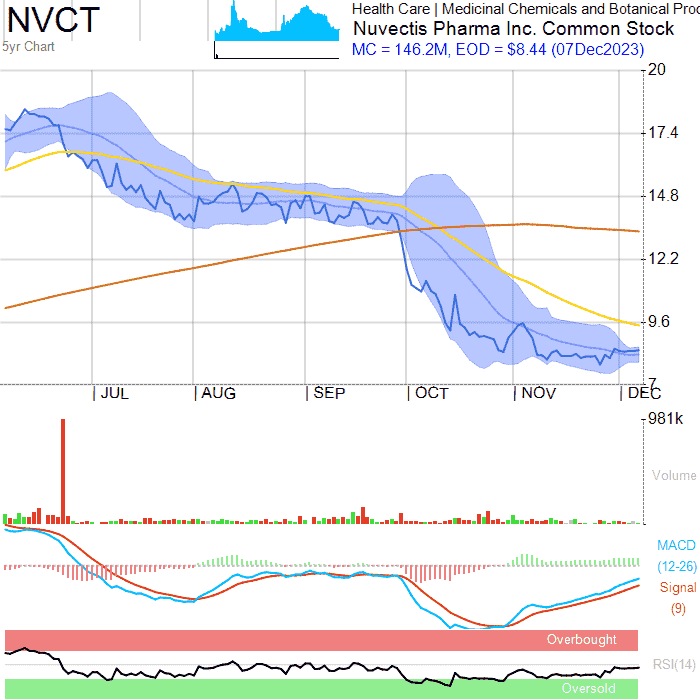 NVCT
5yr Chart
Health Care | Medicinal Chemicals and Botanical Proc
Nuvectis Pharma Inc. Common Stock
MC = 146.2M, EOD = $8.44 (07Dec2023)
20
17.4
14.8
12.2
9.6
7
JUL AUG SEP OCT NOV DEC
981k
Volume
MACD
(12-26)
Signal
(9)
Overbought
RSI(14)
Oversold